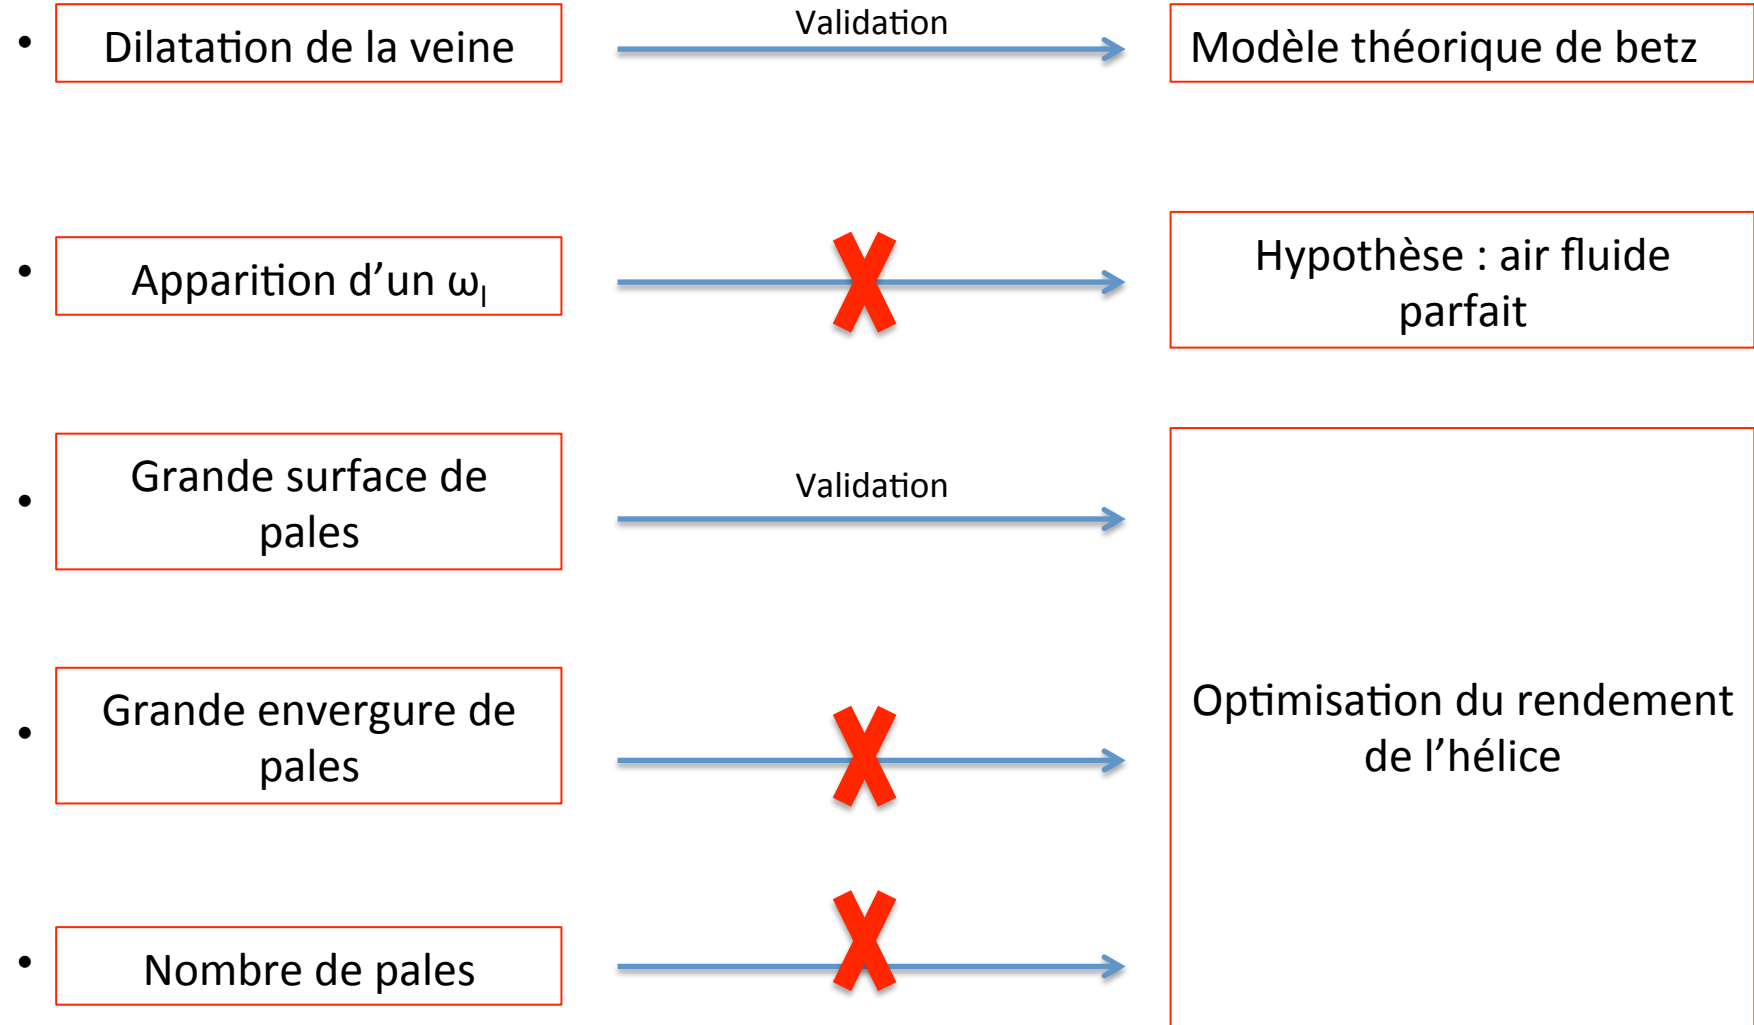 • Dilatation de la veine
Validation
Modèle théorique de betz
• Apparition d’un ωl
Hypothèse : air fluide
parfait
• Grande surface de
pales
Validation
• Grande envergure de
pales
Optimisation du rendement
de l’hélice
• Nombre de pales